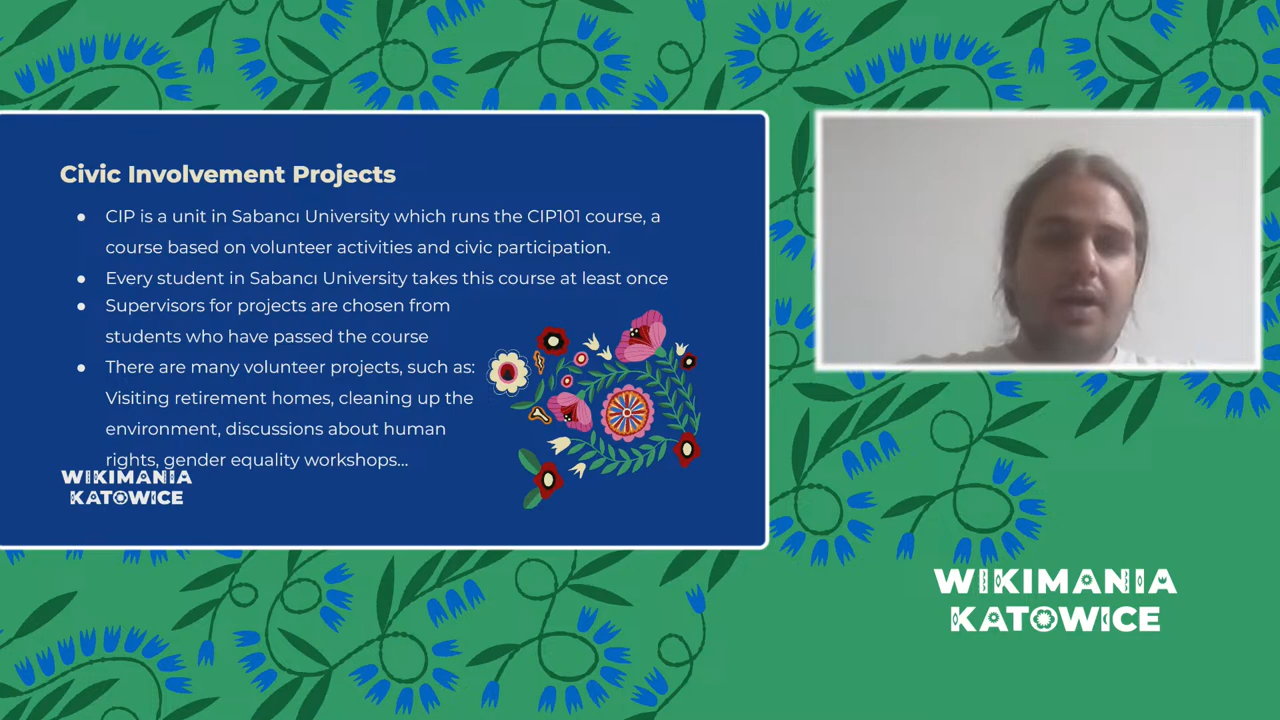 Civic Involvement Projects
● CIP is a unit in Sabancı University which runs the CIP101 course, a
course based on volunteer activities and civic participation.
● Every student in Sabancı University takes this course at least once
● Supervisors for projects are chosen from
students who have passed the course
● There are many volunteer projects, such as:
Visiting retirement homes, cleaning up the
environment, discussions about human
rights, gender equality workshops...
WIKIMANIA
KATOWICE
WIKIMANIA
KATOWICE